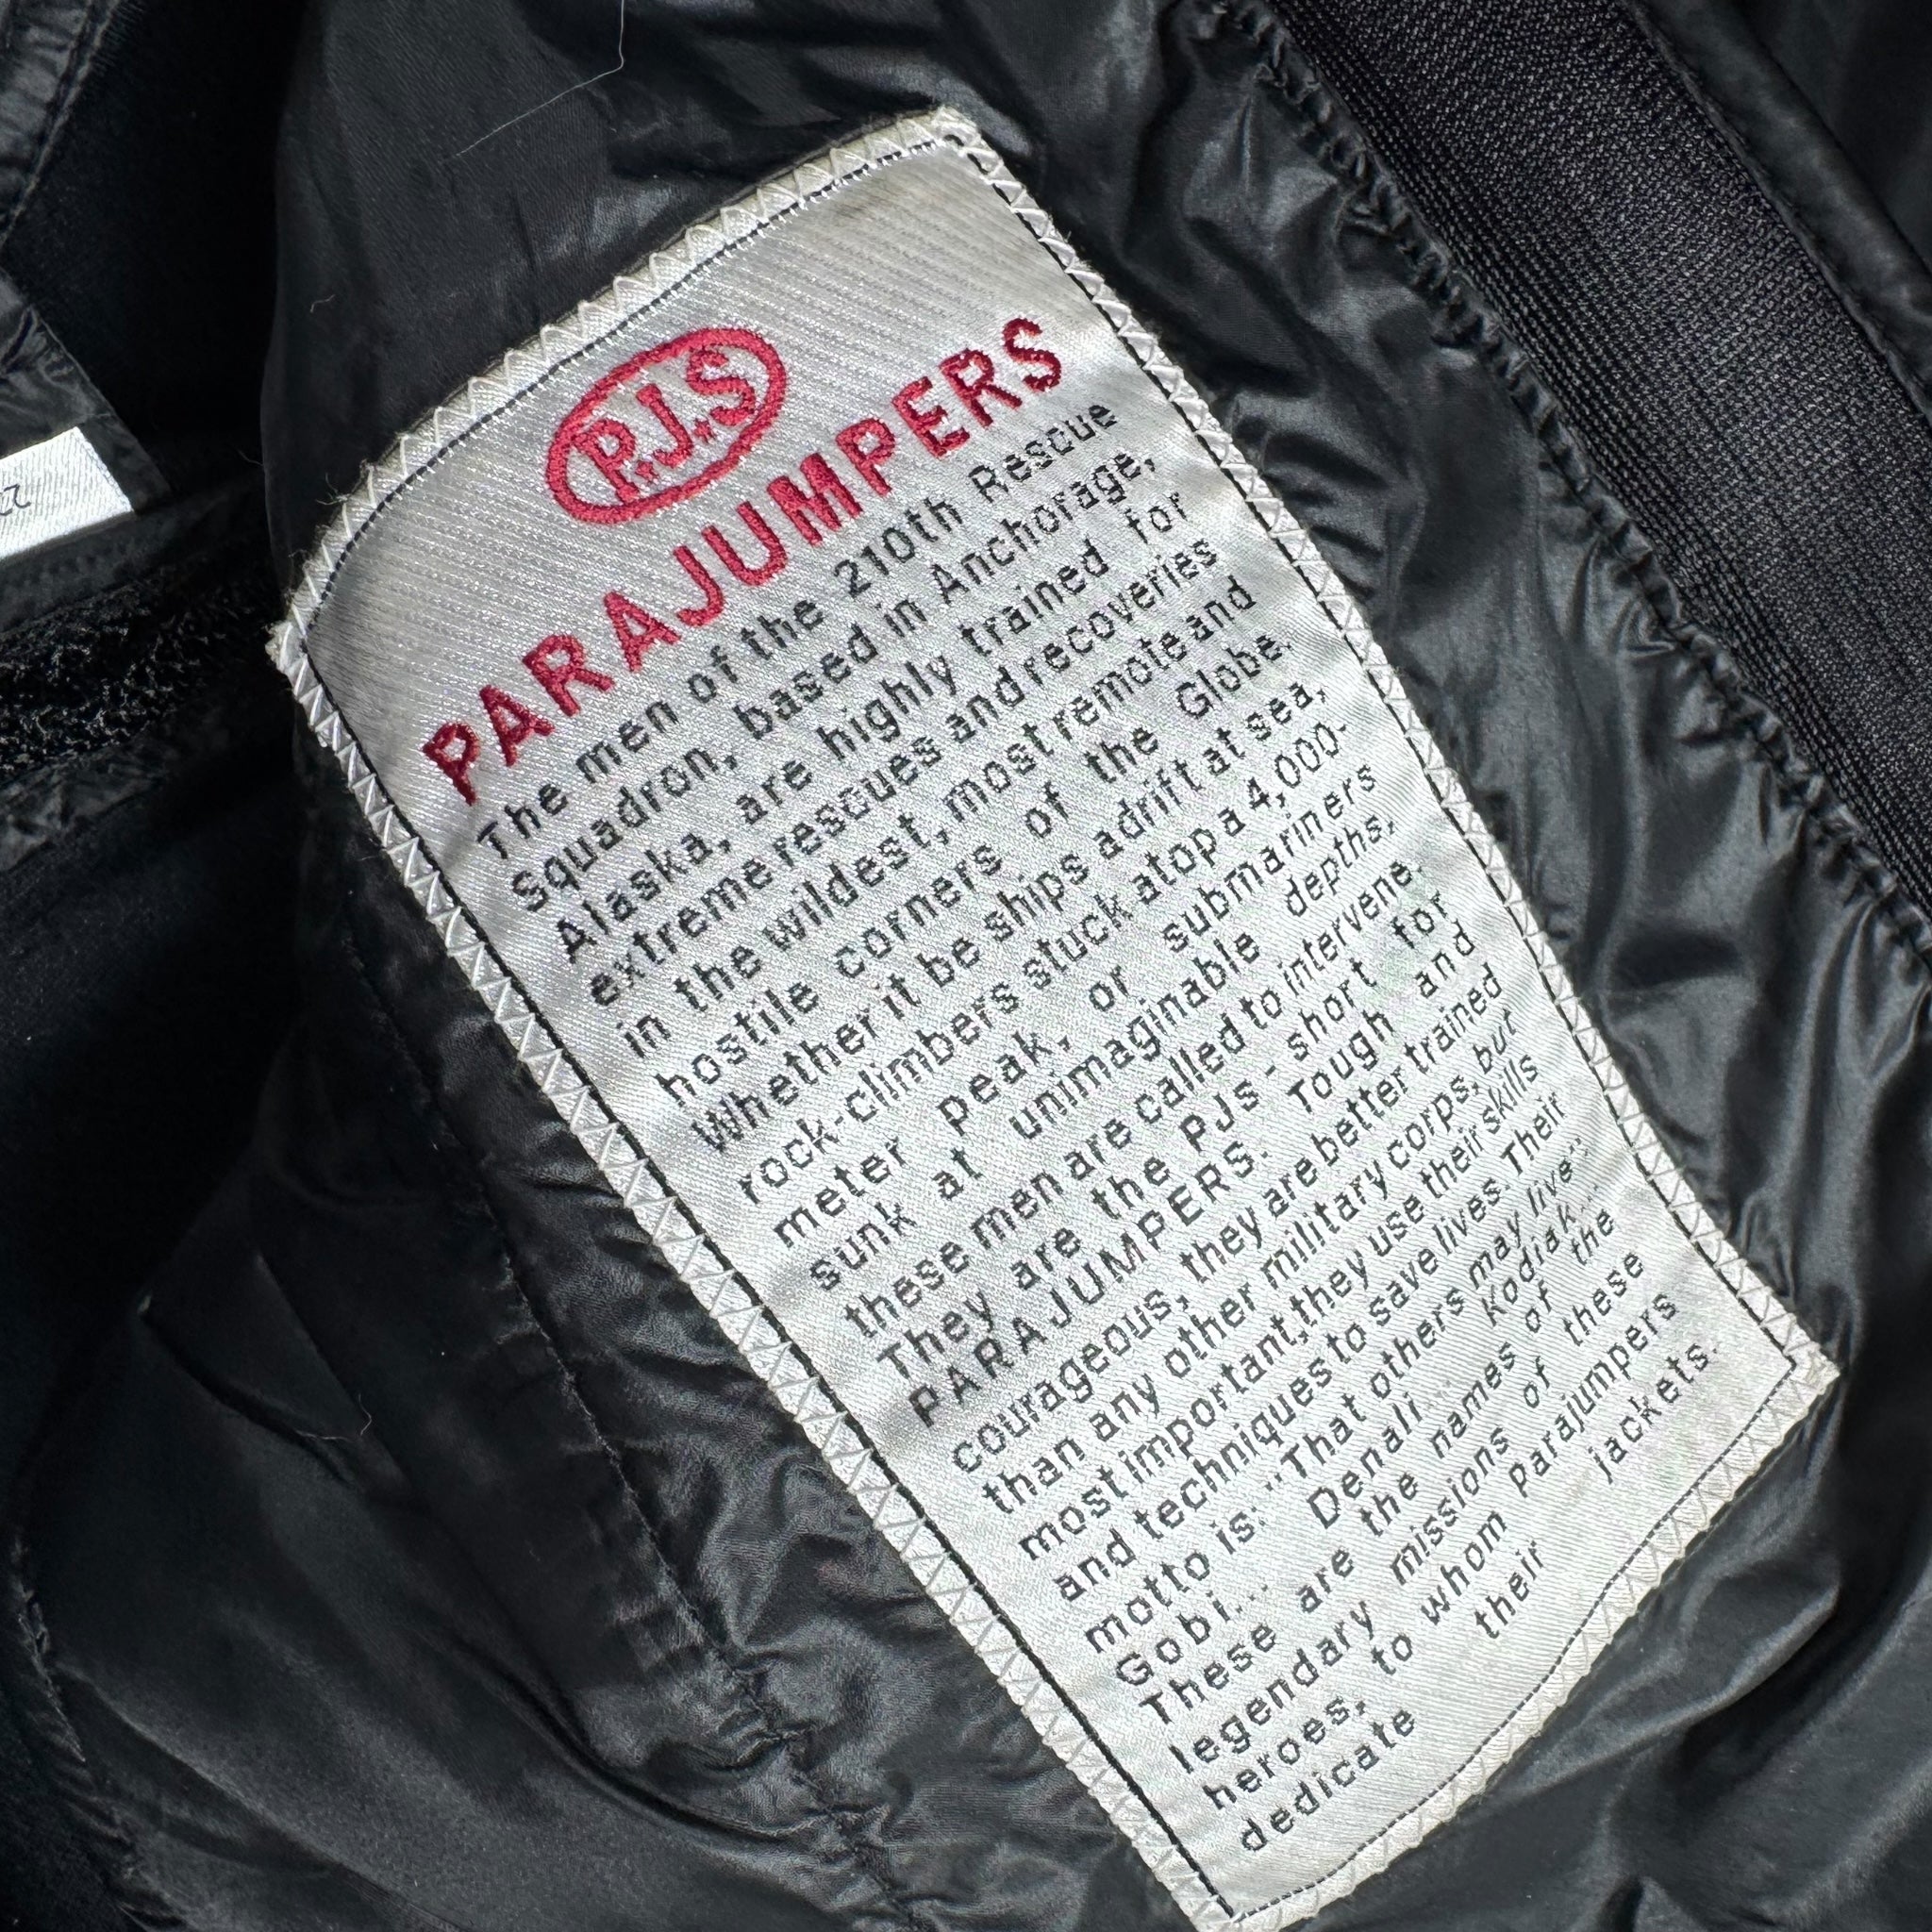 P.J.S
PARAJUMPERS
The men of the 210th Rescue
Squadron, based in Anchorage,
Alaska, are highly trained for
extreme rescues and recoveries
in the wildest, most remote and
hostile corners of the Globe.
Whether it be ships adrift at sea,
rock-climbers stuck atop a 4,000-
meter peak, or submariners
sunk at unimaginable depths,
these men are called to intervene.
They are the PJs - short for
PARAJUMPERS. Tough and
courageous, they are better trained
than any other military corps, but
most important, they use their skills
and techniques to save lives. Their
motto is: "That others may live".
Gobi... Denali... Kodiak...
These are the names of the
legendary missions of these
heroes, to whom Parajumpers
dedicate their jackets.